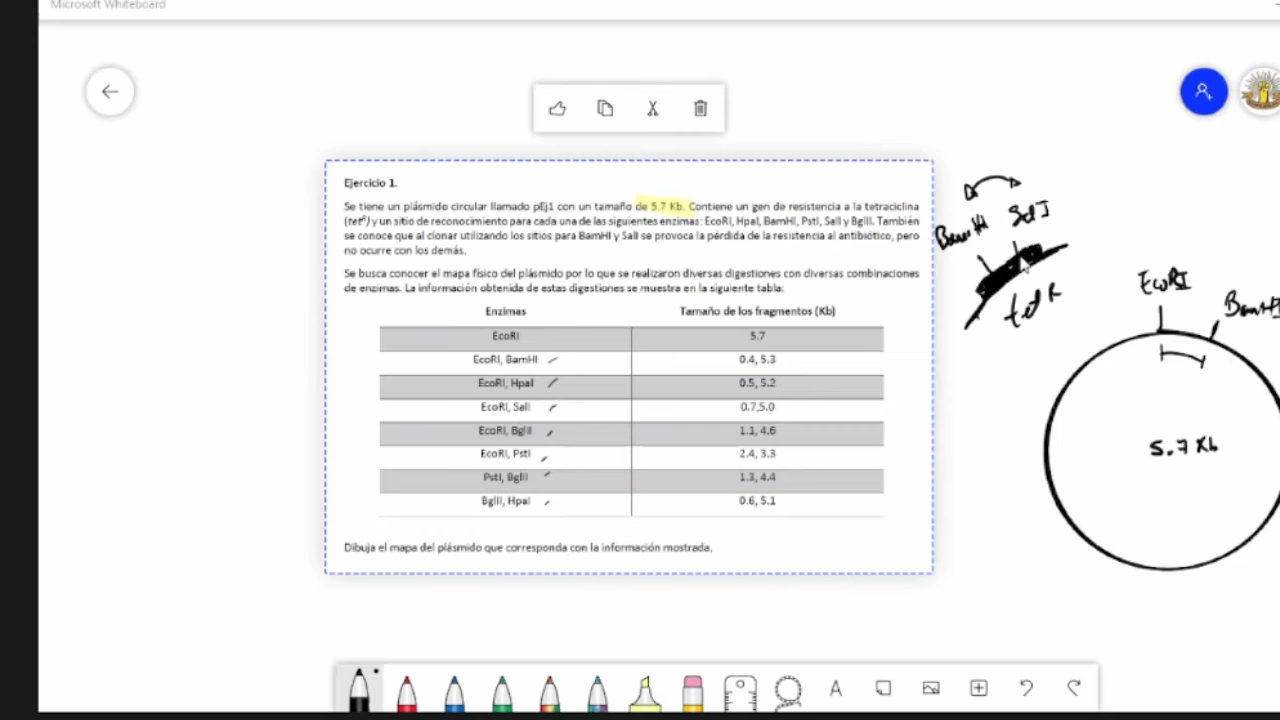 Microsoft Whiteboard
Ejercicio 1.
Se tiene un plásmido circular llamado pEj1 con un tamaño de 5.7 Kb. Contiene un gen de resistencia a la tetraciclina
(tetR) y un sitio de reconocimiento para cada una de las siguientes enzimas: EcoRI, HpaI, BamHI, PstI, SalI y BglII. También
se conoce que al clonar utilizando los sitios para BamHI y SalI se provoca la pérdida de la resistencia al antibiótico, pero
no ocurre con los demás.
Se busca conocer el mapa físico del plásmido por lo que se realizaron diversas digestiones con diversas combinaciones
de enzimas. La información obtenida de estas digestiones se muestra en la siguiente tabla:
Enzimas Tamaño de los fragmentos (Kb)
EcoRI 5.7
EcoRI, BamHI 0.4, 5.3
EcoRI, HpaI 0.5, 5.2
EcoRI, SalI 0.7,5.0
EcoRI, BglII 1.1, 4.6
EcoRI, PstI 2.4, 3.3
PstI, BglII 1.3, 4.4
BglII, HpaI 0.6, 5.1
Dibuja el mapa del plásmido que corresponda con la información mostrada.
BamHI SalI
tetR
EcoRI
BamHI
5.7 Kb
A